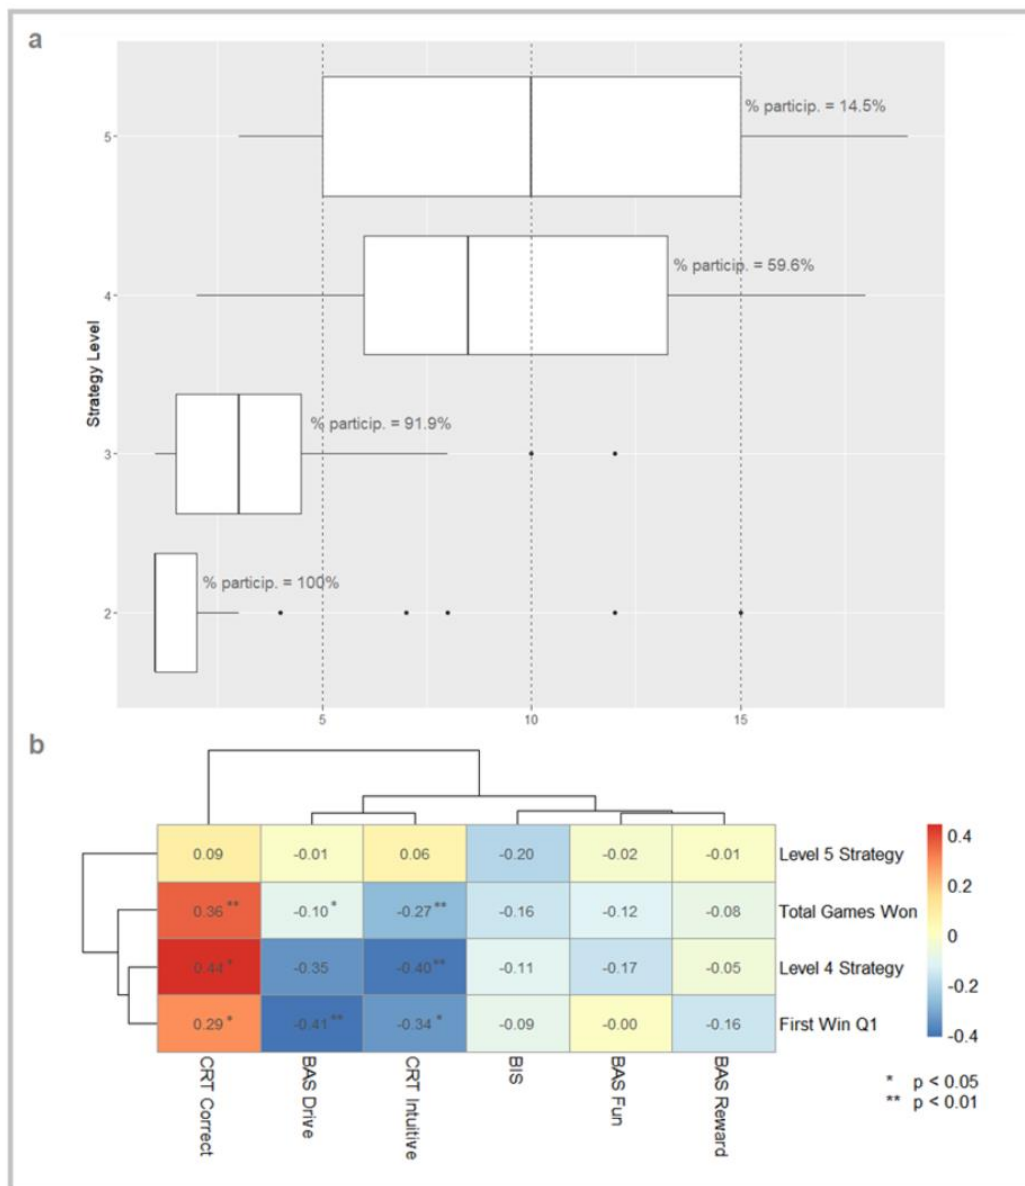 a
% particip. = 14.5%
5
% particip. = 59.6%
4
Strategy Level
% particip. = 91.9%
3
% particip. = 100%
2
5 10 15
b
0.09 -0.01 0.06 -0.20 -0.02 -0.01 Level 5 Strategy
0.36 ** -0.10 * -0.27 ** -0.16 -0.12 -0.08 Total Games Won
0.44 * -0.35 -0.40 ** -0.11 -0.17 -0.05 Level 4 Strategy
0.29 * -0.41 ** -0.34 * -0.09 -0.00 -0.16 First Win Q1
0.4
0.2
0
-0.2
-0.4
CRT Correct
BAS Drive
CRT Intuitive
BIS
BAS Fun
BAS Reward
* p < 0.05
** p < 0.01